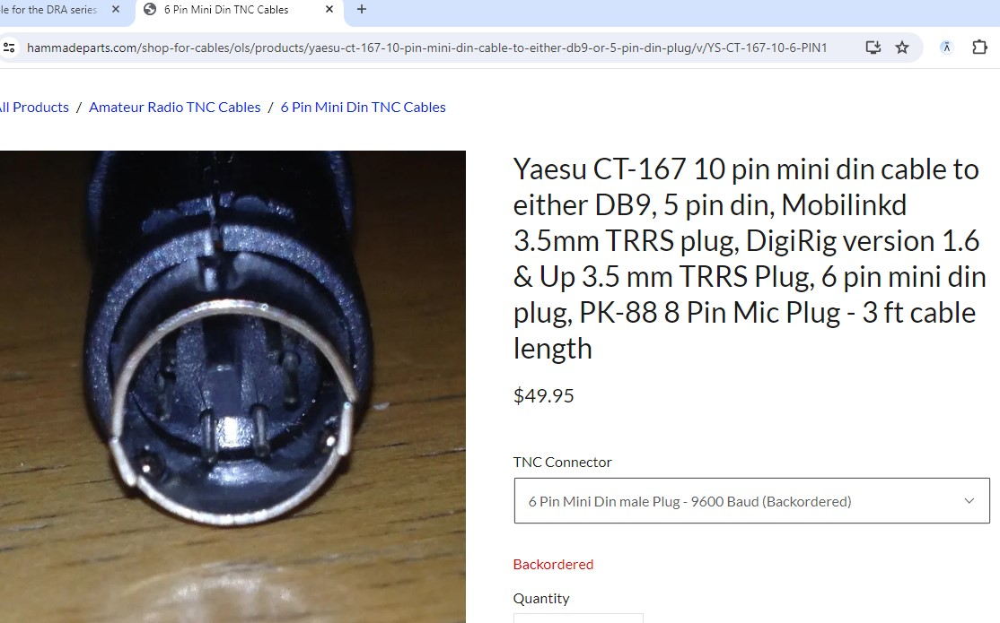 le for the DRA series
6 Pin Mini Din TNC Cables
hammadeparts.com/shop-for-cables/ols/products/yaesu-ct-167-10-pin-mini-din-cable-to-either-db9-or-5-pin-din-plug/v/YS-CT-167-10-6-PIN1
All Products / Amateur Radio TNC Cables / 6 Pin Mini Din TNC Cables
Yaesu CT-167 10 pin mini din cable to
either DB9, 5 pin din, Mobilinkd
3.5mm TRRS plug, DigiRig version 1.6
& Up 3.5 mm TRRS Plug, 6 pin mini din
plug, PK-88 8 Pin Mic Plug - 3 ft cable
length
$49.95
TNC Connector
6 Pin Mini Din male Plug - 9600 Baud (Backordered)
Backordered
Quantity